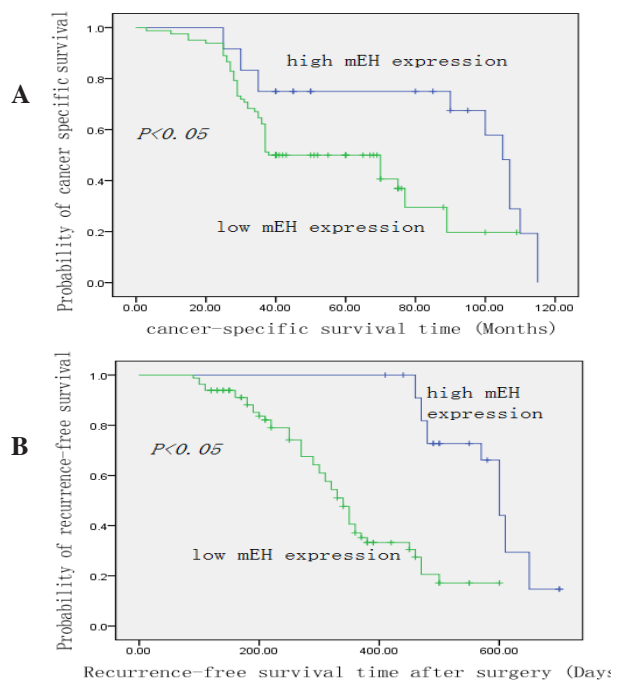 A
Probability of cancer specific survival
1.0
0.8
0.6
0.4
0.2
0.0
high mEH expression
P<0.05
low mEH expression
0.00 20.00 40.00 60.00 80.00 100.00 120.00
cancer-specific survival time (Months)
B
Probability of recurrence-free survival
1.0
0.8
0.6
0.4
0.2
0.0
high mEH
expression
P<0.05
low mEH expression
0.00 200.00 400.00 600.00
Recurrence-free survival time after surgery (Days